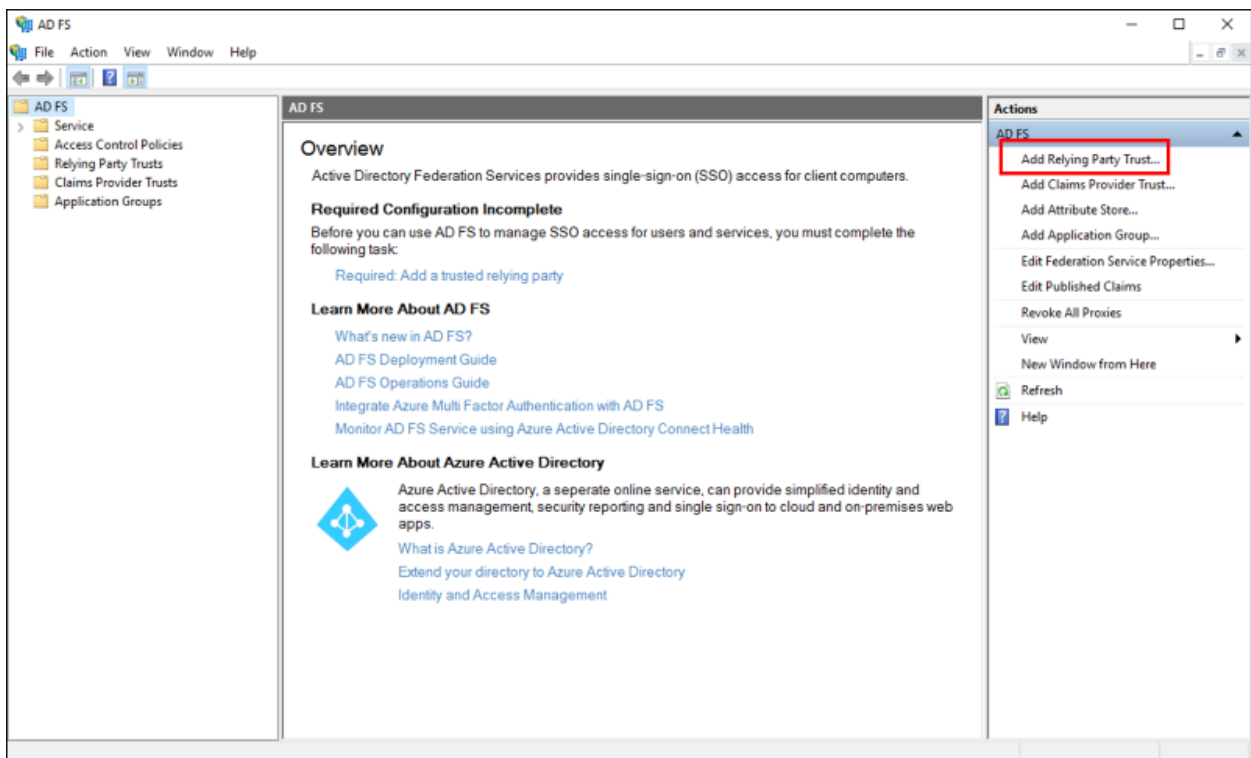 AD FS
File Action View Window Help
AD FS
Service
Access Control Policies
Relying Party Trusts
Claims Provider Trusts
Application Groups
AD FS
Overview
Active Directory Federation Services provides single-sign-on (SSO) access for client computers.
Required Configuration Incomplete
Before you can use AD FS to manage SSO access for users and services, you must complete the
following task:
Required: Add a trusted relying party
Learn More About AD FS
What's new in AD FS?
AD FS Deployment Guide
AD FS Operations Guide
Integrate Azure Multi Factor Authentication with AD FS
Monitor AD FS Service using Azure Active Directory Connect Health
Learn More About Azure Active Directory
Azure Active Directory, a seperate online service, can provide simplified identity and
access management, security reporting and single sign-on to cloud and on-premises web
apps.
What is Azure Active Directory?
Extend your directory to Azure Active Directory
Identity and Access Management
Actions
AD FS
Add Relying Party Trust...
Add Claims Provider Trust...
Add Attribute Store...
Add Application Group...
Edit Federation Service Properties...
Edit Published Claims
Revoke All Proxies
View
New Window from Here
Refresh
Help